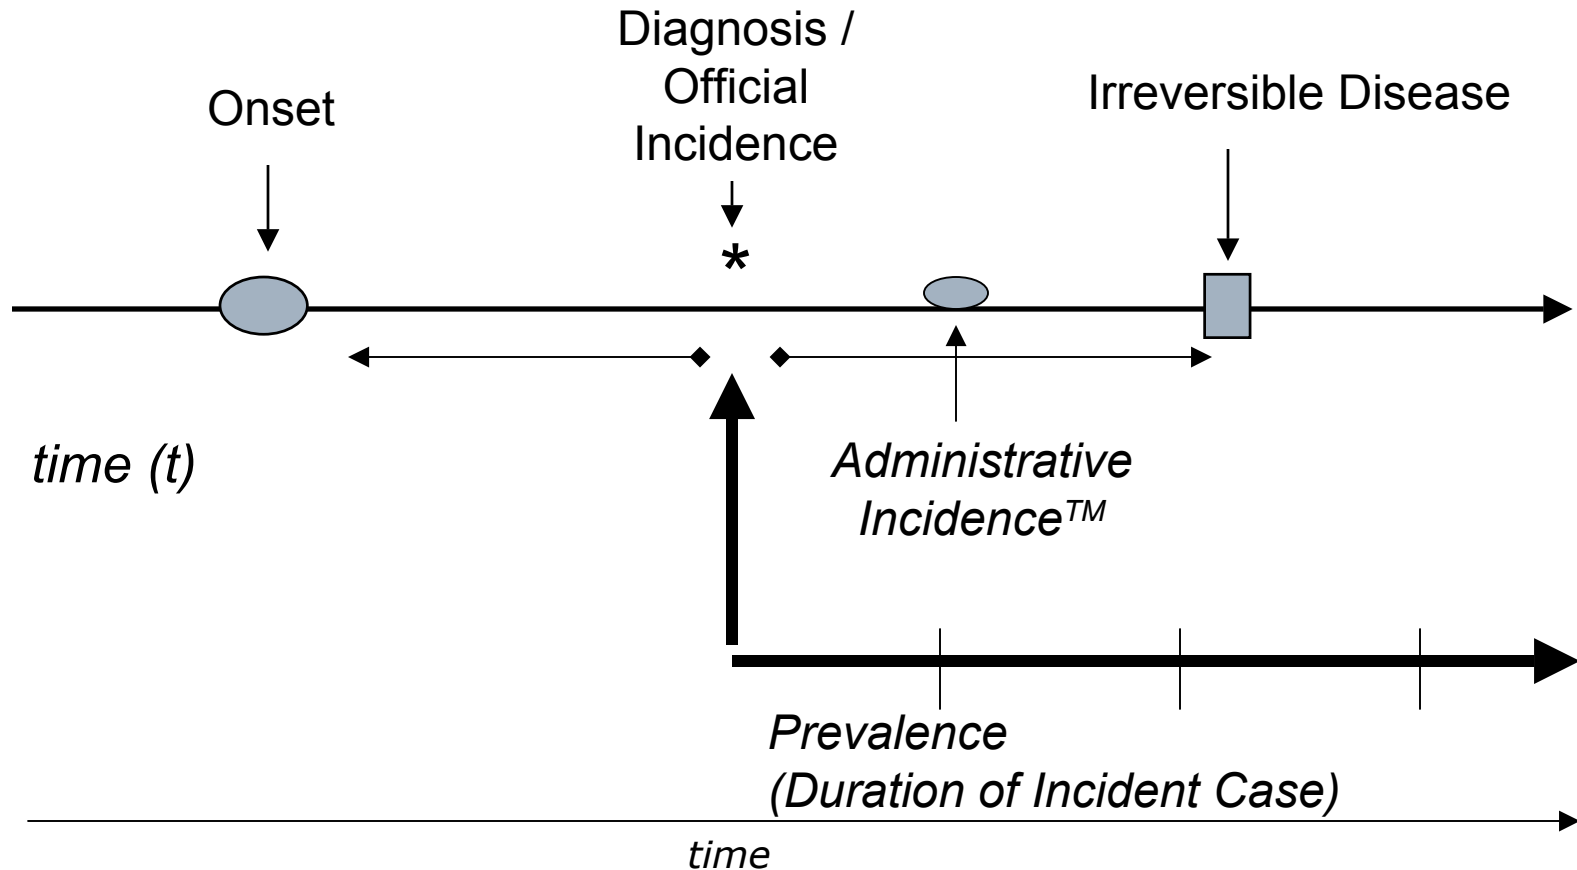 Diagnosis /
Official
Incidence
Onset
Irreversible Disease
*
time (t)
Administrative
Incidence™
Prevalence
(Duration of Incident Case)
time